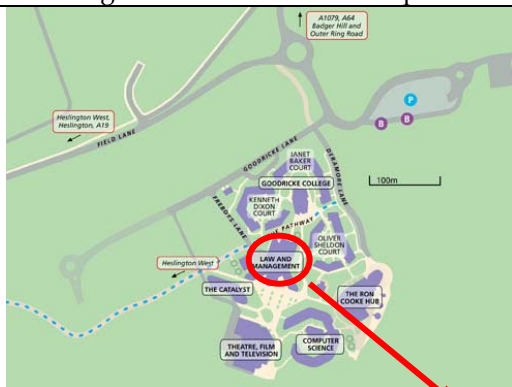 A1079, A64
Badger Hill and
Outer Ring Road
Heslington West,
Heslington, A19
FIELD LANE
P
B
B
GOODRICKE LANE
DERAMORE LANE
JANET
BAKER
COURT
GOODRICKE COLLEGE
100m
KENNETH
DIXON
COURT
FREBOYS LANE
PATHWAY
OLIVER
SHELDON
COURT
LAW AND
MANAGEMENT
Heslington West
THE CATALYST
THE RON
COOKE HUB
THEATRE, FILM
AND TELEVISION
COMPUTER
SCIENCE